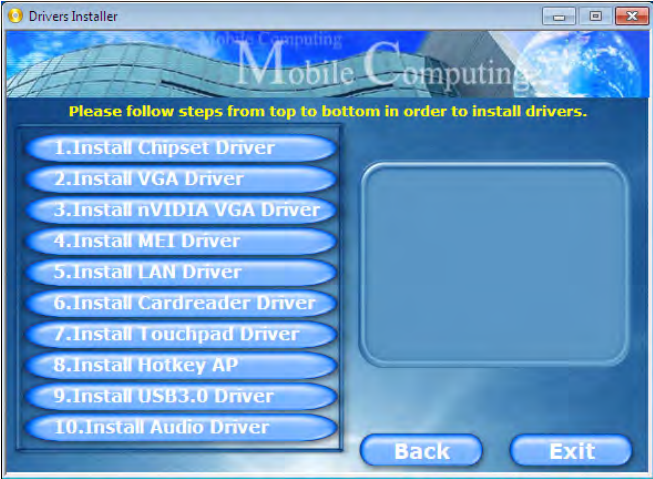 Drivers Installer
Mobile Computing
Mobile Computing
Please follow steps from top to bottom in order to install drivers.
1.Install Chipset Driver
2.Install VGA Driver
3.Install nVIDIA VGA Driver
4.Install MEI Driver
5.Install LAN Driver
6.Install Cardreader Driver
7.Install Touchpad Driver
8.Install Hotkey AP
9.Install USB3.0 Driver
10.Install Audio Driver
Back
Exit